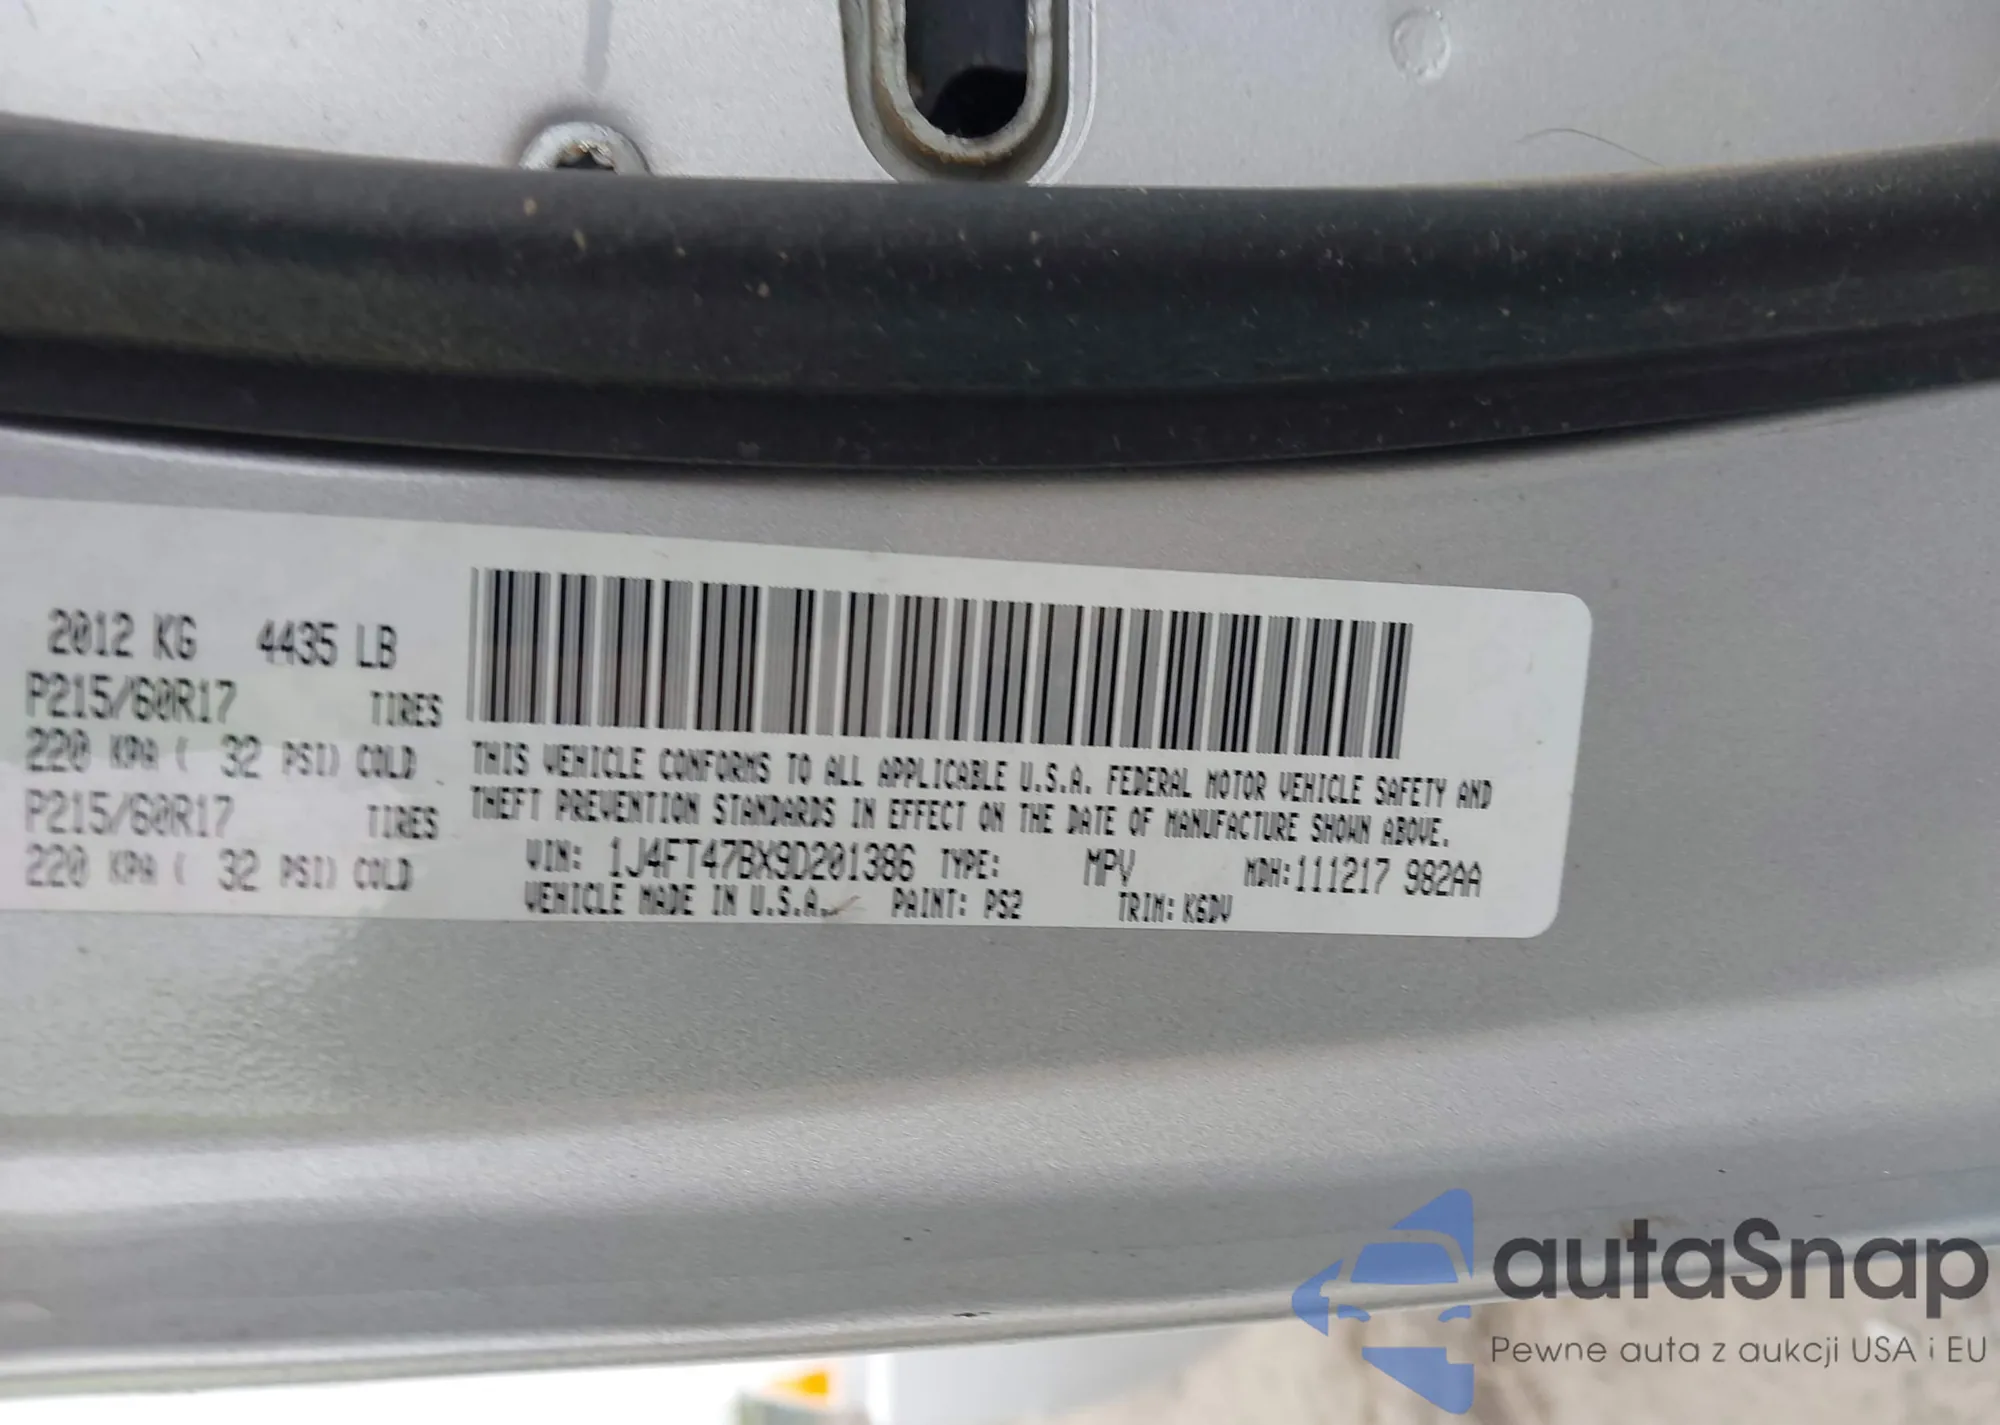 2012 KG 4435 LB
P215/60R17 TIRES
220 KPA ( 32 PSI) COLD
P215/60R17 TIRES
220 KPA ( 32 PSI) COLD
THIS VEHICLE CONFORMS TO ALL APPLICABLE U.S.A. FEDERAL MOTOR VEHICLE SAFETY AND
THEFT PREVENTION STANDARDS IN EFFECT ON THE DATE OF MANUFACTURE SHOWN ABOVE.
VIN: 1J4FT47BX9D201386 TYPE: MPV MDH:111217 982AA
VEHICLE MADE IN U.S.A. PAINT: PS2 TRIM: K6DV
autaSnap
Pewne auta z aukcji USA i EU